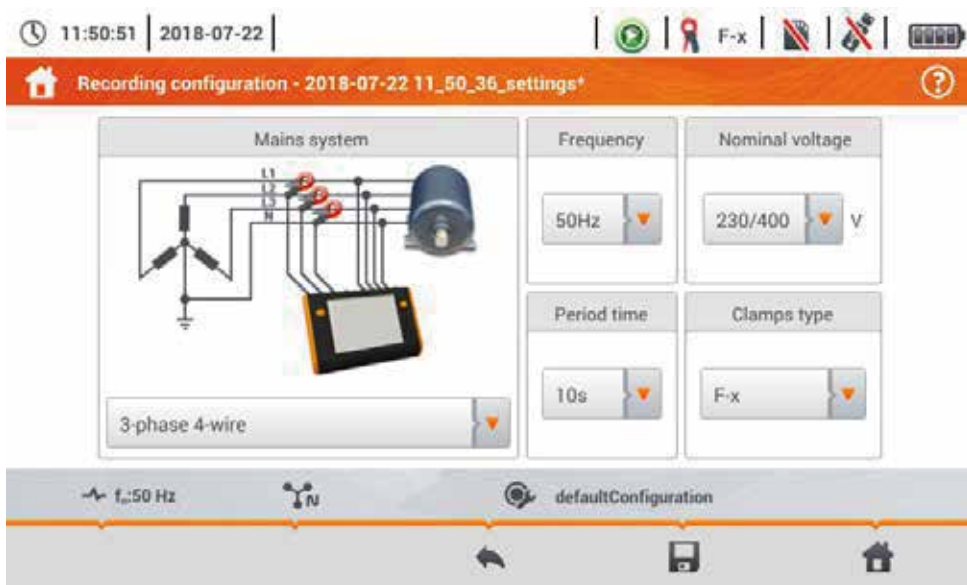 11:50:51 2018-07-22 F-x
Recording configuration - 2018-07-22 11_50_36_settings*
?
Mains system
L1
L2
L3
N
3-phase 4-wire
Frequency
50Hz
Nominal voltage
230/400 V
Period time
10s
Clamps type
F-x
fₙ:50 Hz
N
defaultConfiguration